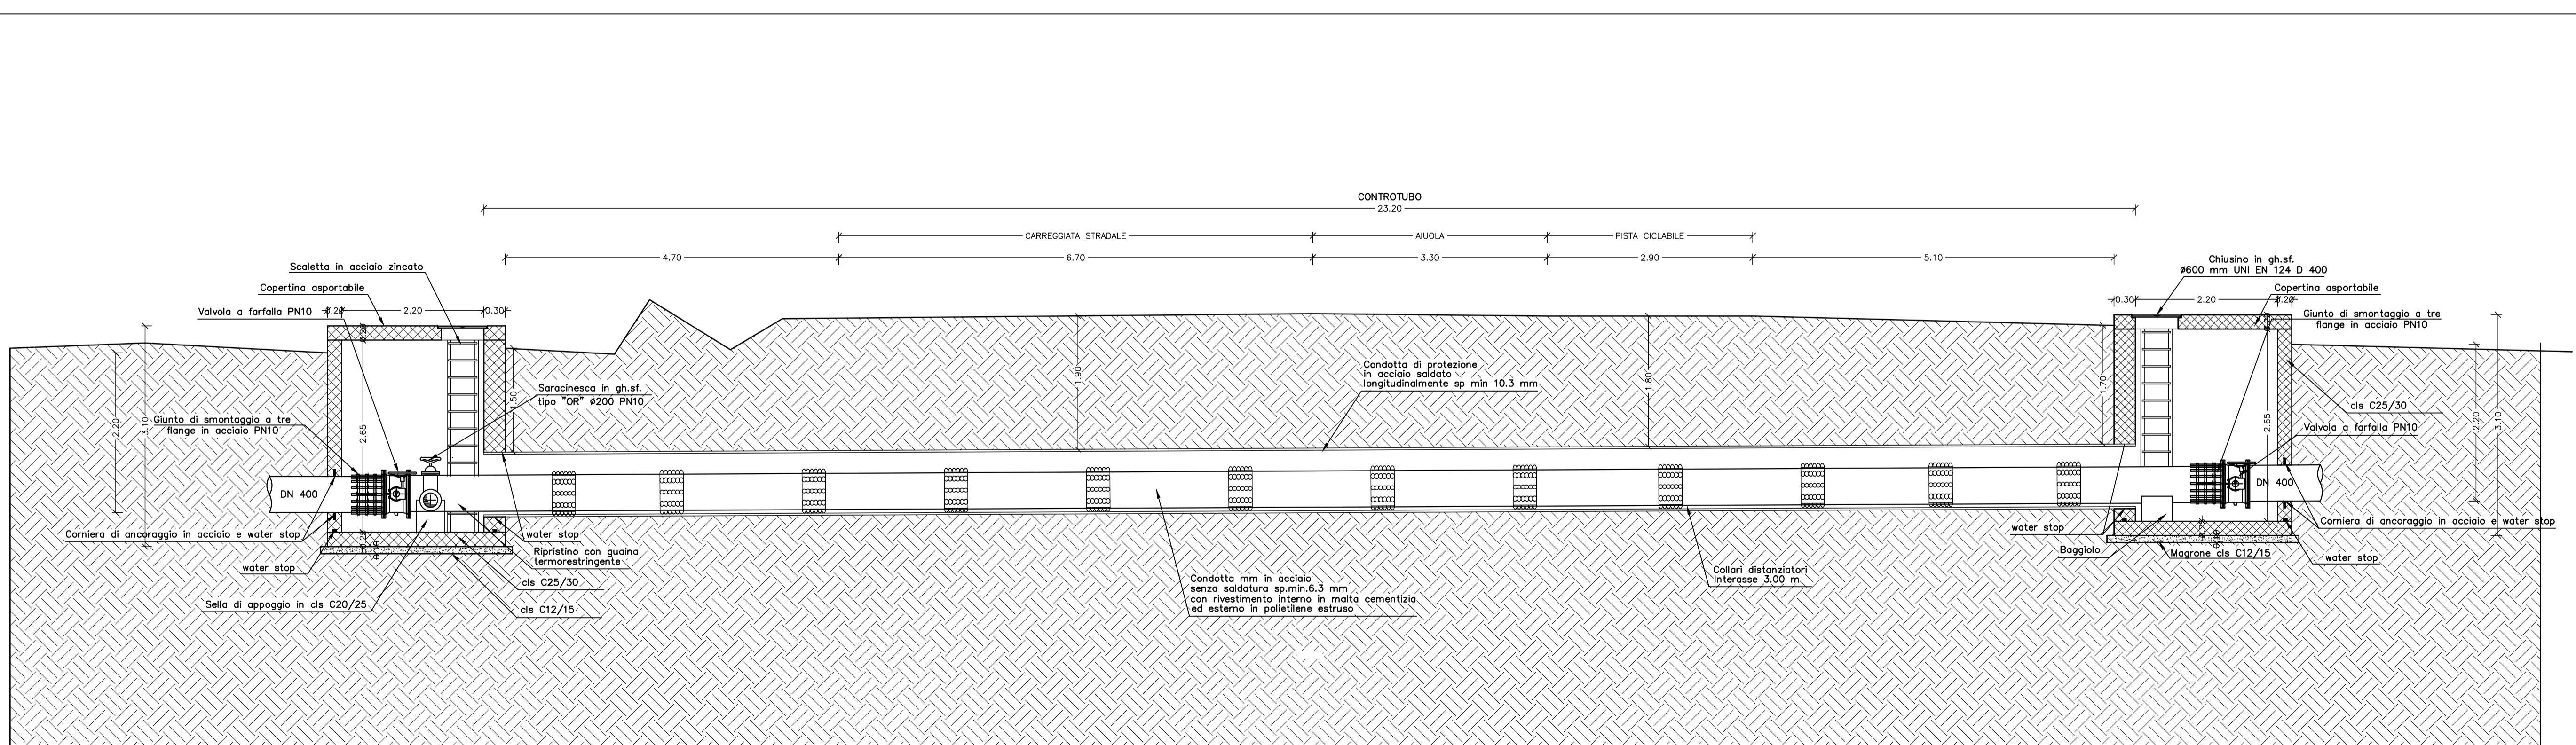 CONTROTUBO
23.20
CARREGGIATA STRADALE
AIUOLA
PISTA CICLABILE
4.70
6.70
3.30
2.90
5.10
Scaletta in acciaio zincato
Copertina asportabile
Valvola a farfalla PN10
0.20
2.20
0.30
Chiusino in gh.sf.
ø600 mm UNI EN 124 D 400
Copertina asportabile
0.30
2.20
0.20
Giunto di smontaggio a tre
flange in acciaio PN10
2.20
3.10
2.65
1.50
1.90
1.80
1.70
2.65
2.20
3.10
Saracinesca in gh.sf.
tipo "OR" ø200 PN10
Condotta di protezione
in acciaio saldato
longitudinalmente sp min 10.3 mm
cls C25/30
Giunto di smontaggio a tre
flange in acciaio PN10
Valvola a farfalla PN10
DN 400
DN 400
Corniera di ancoraggio in acciaio e water stop
water stop
water stop
Ripristino con guaina
termorestringente
cls C25/30
Sella di appoggio in cls C20/25
cls C12/15
Condotta mm in acciaio
senza saldatura sp.min.6.3 mm
con rivestimento interno in malta cementizia
ed esterno in polietilene estruso
Collari distanziatori
Interasse 3.00 m
water stop
Baggiolo
Magrone cls C12/15
Corniera di ancoraggio in acciaio e water stop
water stop